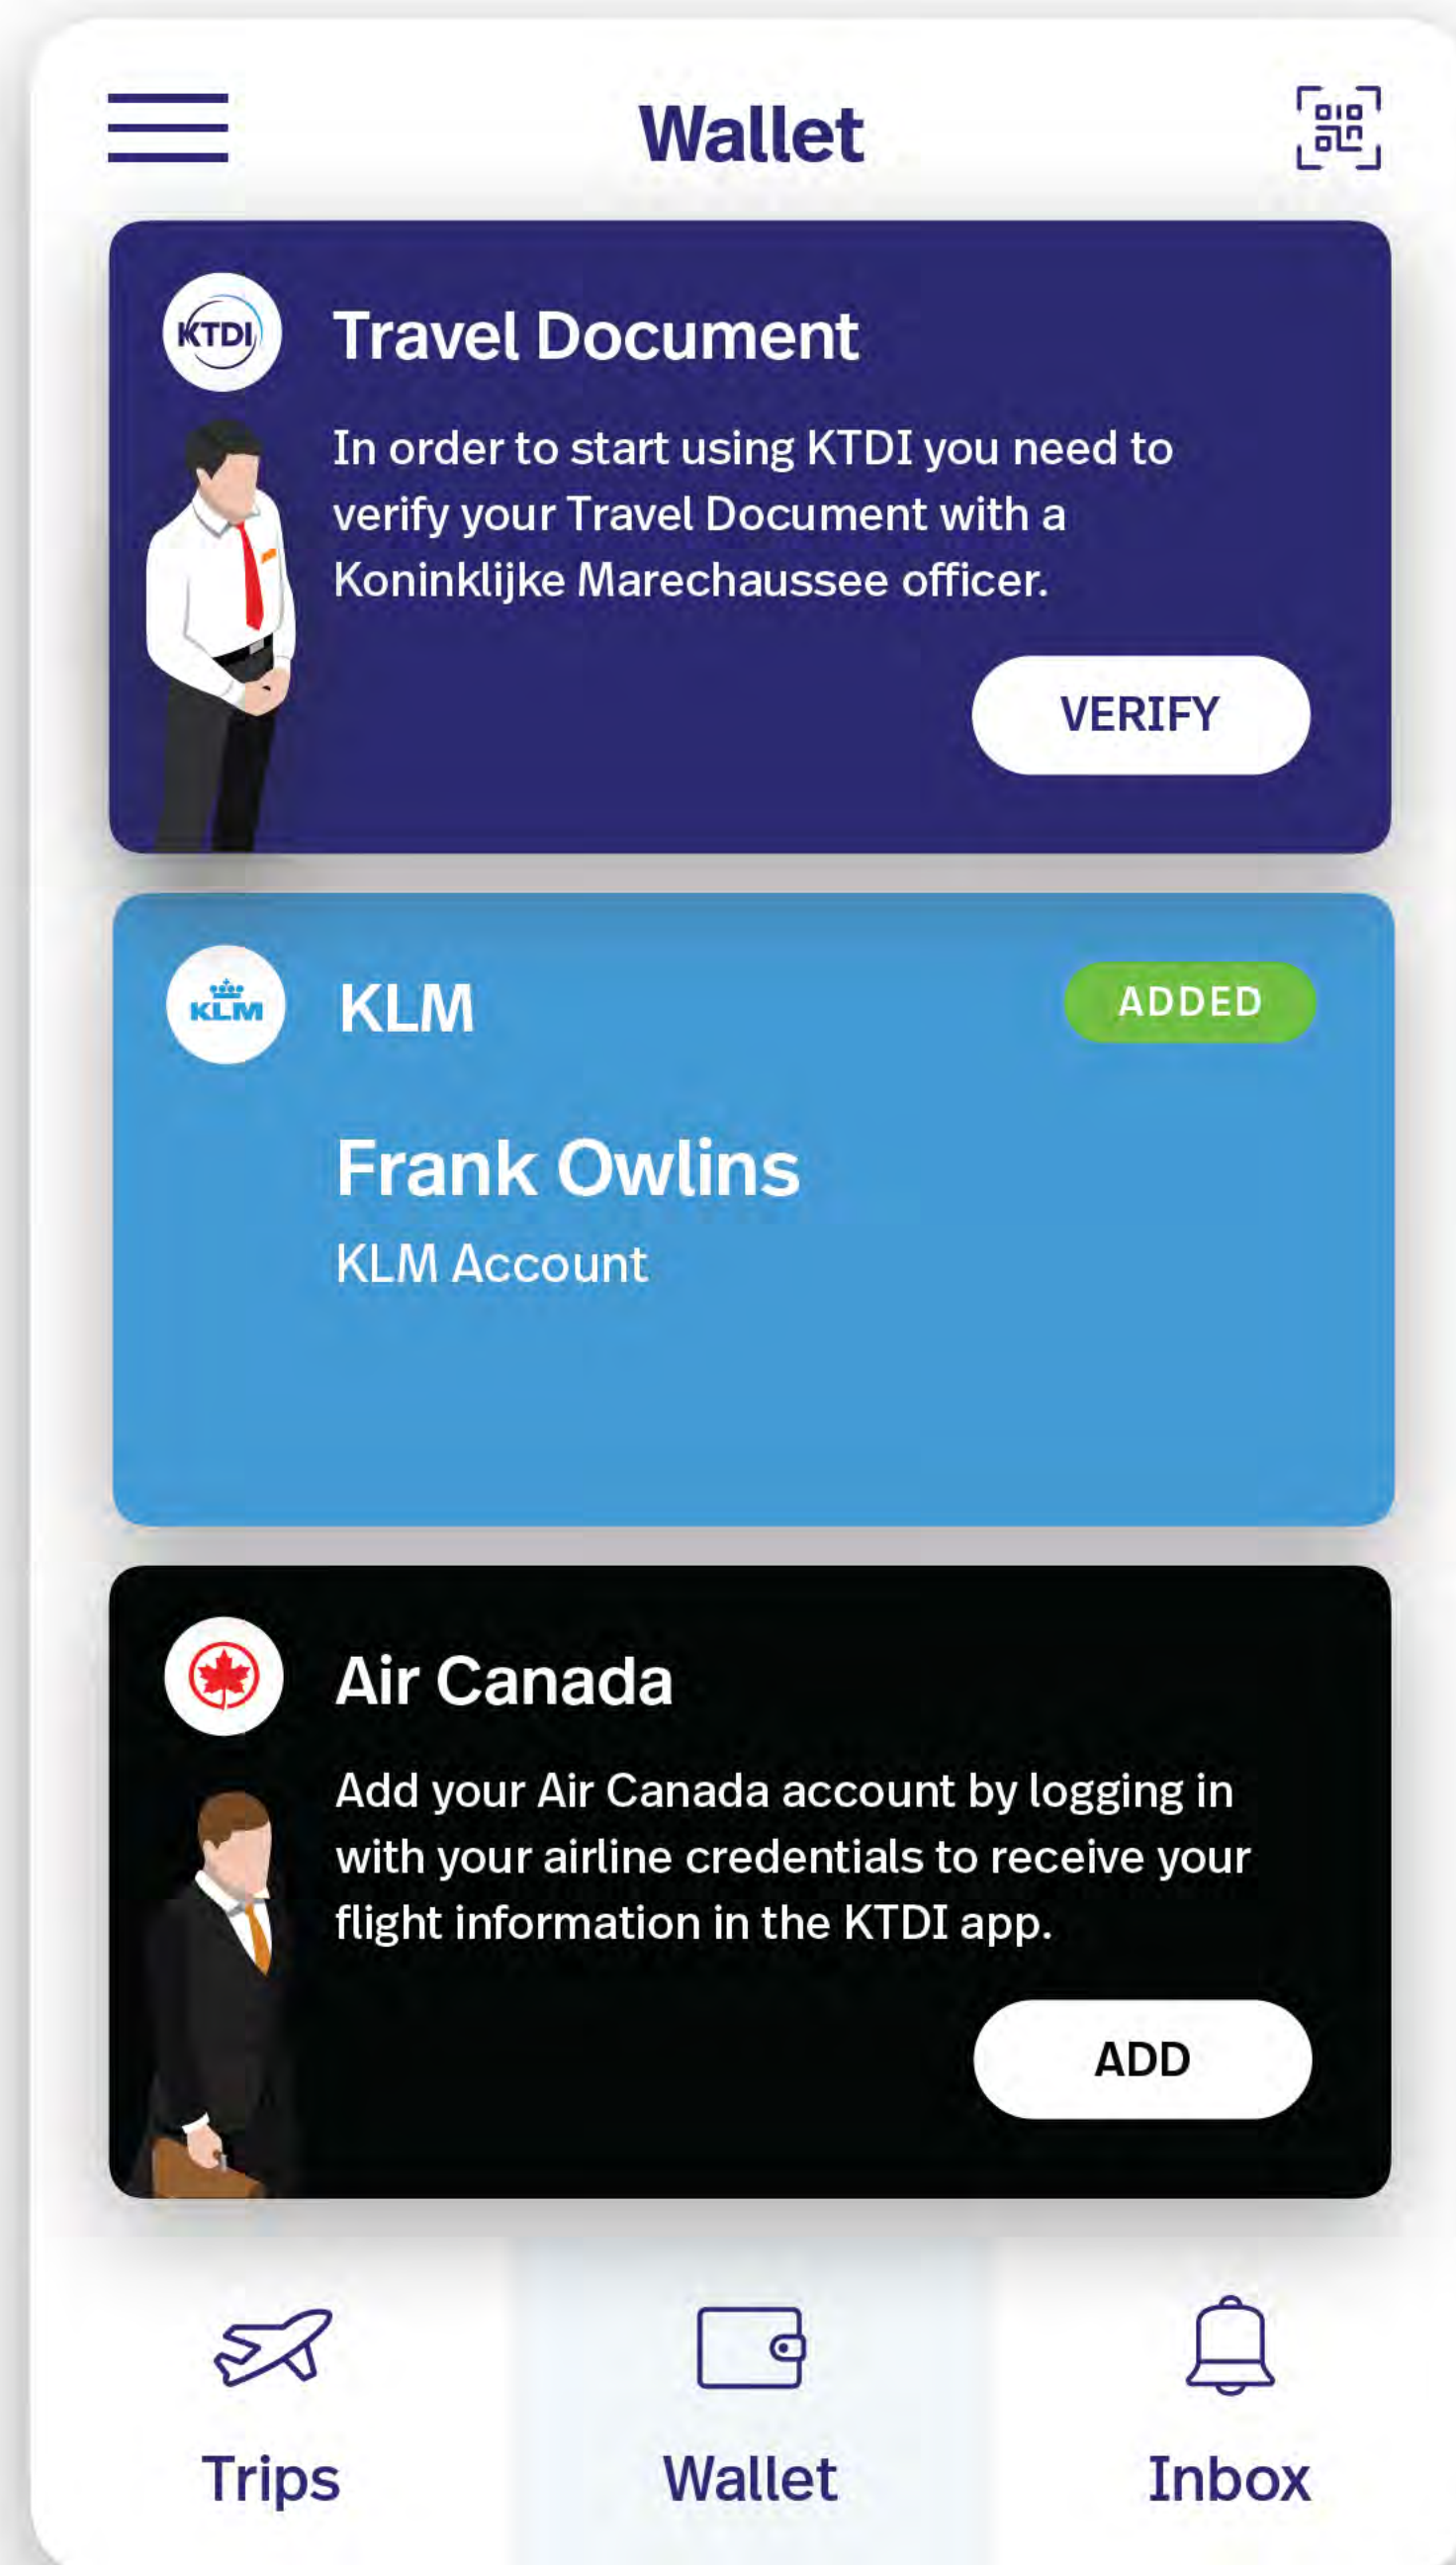 Wallet
KTDI
Travel Document
In order to start using KTDI you need to
verify your Travel Document with a
Koninklijke Marechaussee officer.
VERIFY
KLM
KLM
ADDED
Frank Owlins
KLM Account
Air Canada
Add your Air Canada account by logging in
with your airline credentials to receive your
flight information in the KTDI app.
ADD
Trips
Wallet
Inbox